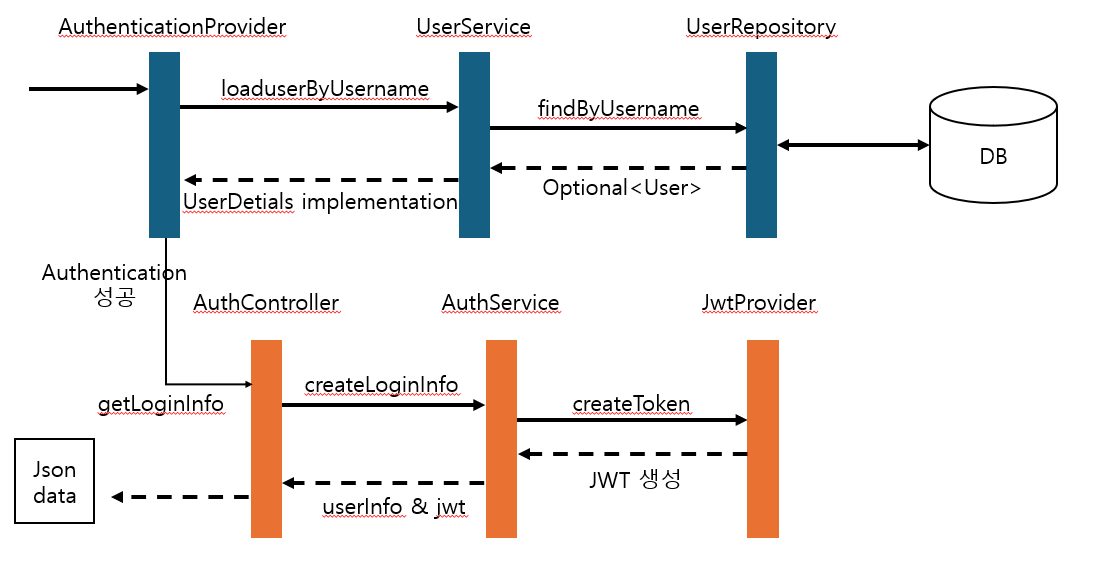 AuthenticationProvider
UserService
UserRepository
loaduserByUsername
findByUsername
DB
Optional<User>
UserDetials implementation
Authentication
성공
AuthController
AuthService
JwtProvider
createLoginInfo
getLoginInfo
createToken
Json
data
JWT 생성
userInfo & jwt